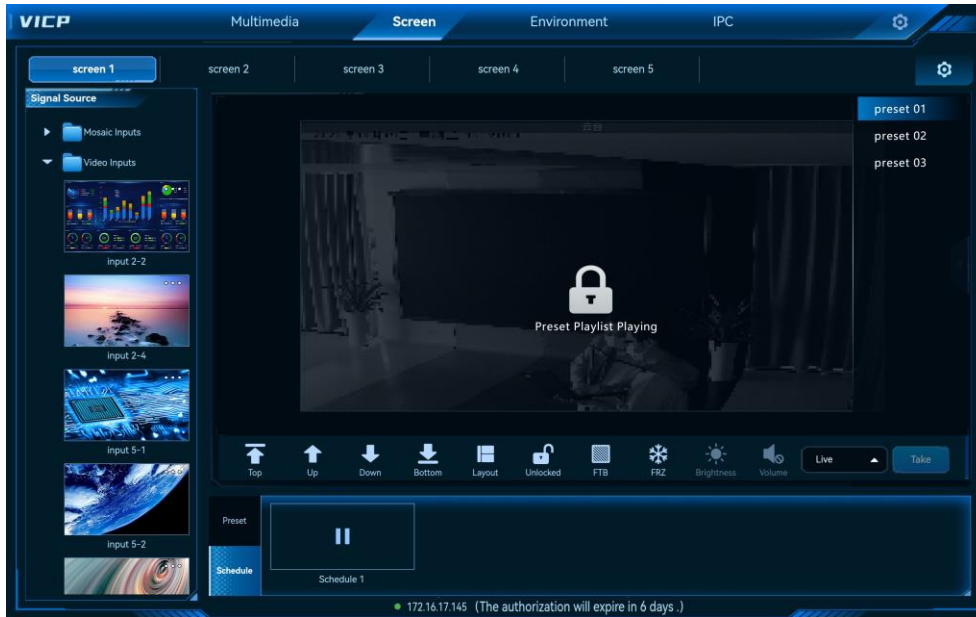 VICP
Multimedia
Screen
Environment
IPC
screen 1
screen 2
screen 3
screen 4
screen 5
Signal Source
Mosaic Inputs
Video Inputs
input 2-2
input 2-4
input 5-1
input 5-2
preset 01
preset 02
preset 03
Preset Playlist Playing
Top
Up
Down
Bottom
Layout
Unlocked
FTB
FRZ
Brightness
Volume
Live
Take
Preset
Schedule
Schedule 1
172.16.17.145 (The authorization will expire in 6 days .)